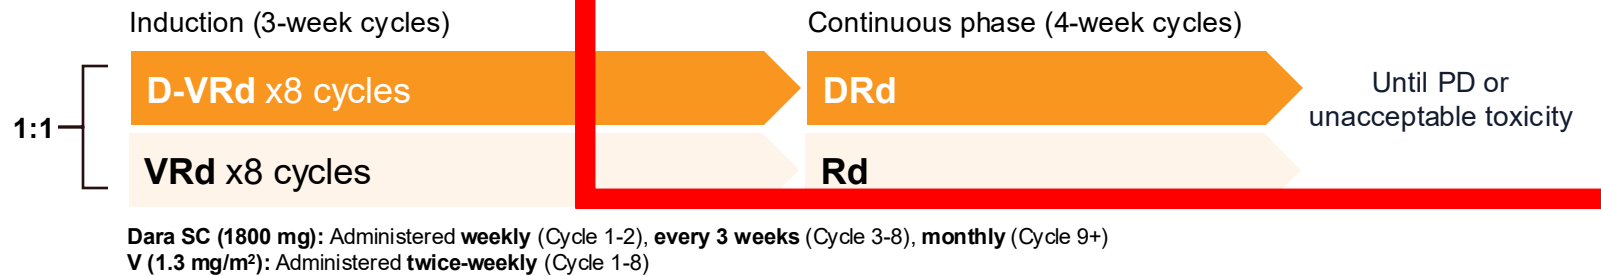 Induction (3-week cycles)
Continuous phase (4-week cycles)
D-VRd x8 cycles
DRd
Until PD or
unacceptable toxicity
1:1
VRd x8 cycles
Rd
Dara SC (1800 mg): Administered weekly (Cycle 1-2), every 3 weeks (Cycle 3-8), monthly (Cycle 9+)
V (1.3 mg/m²): Administered twice-weekly (Cycle 1-8)